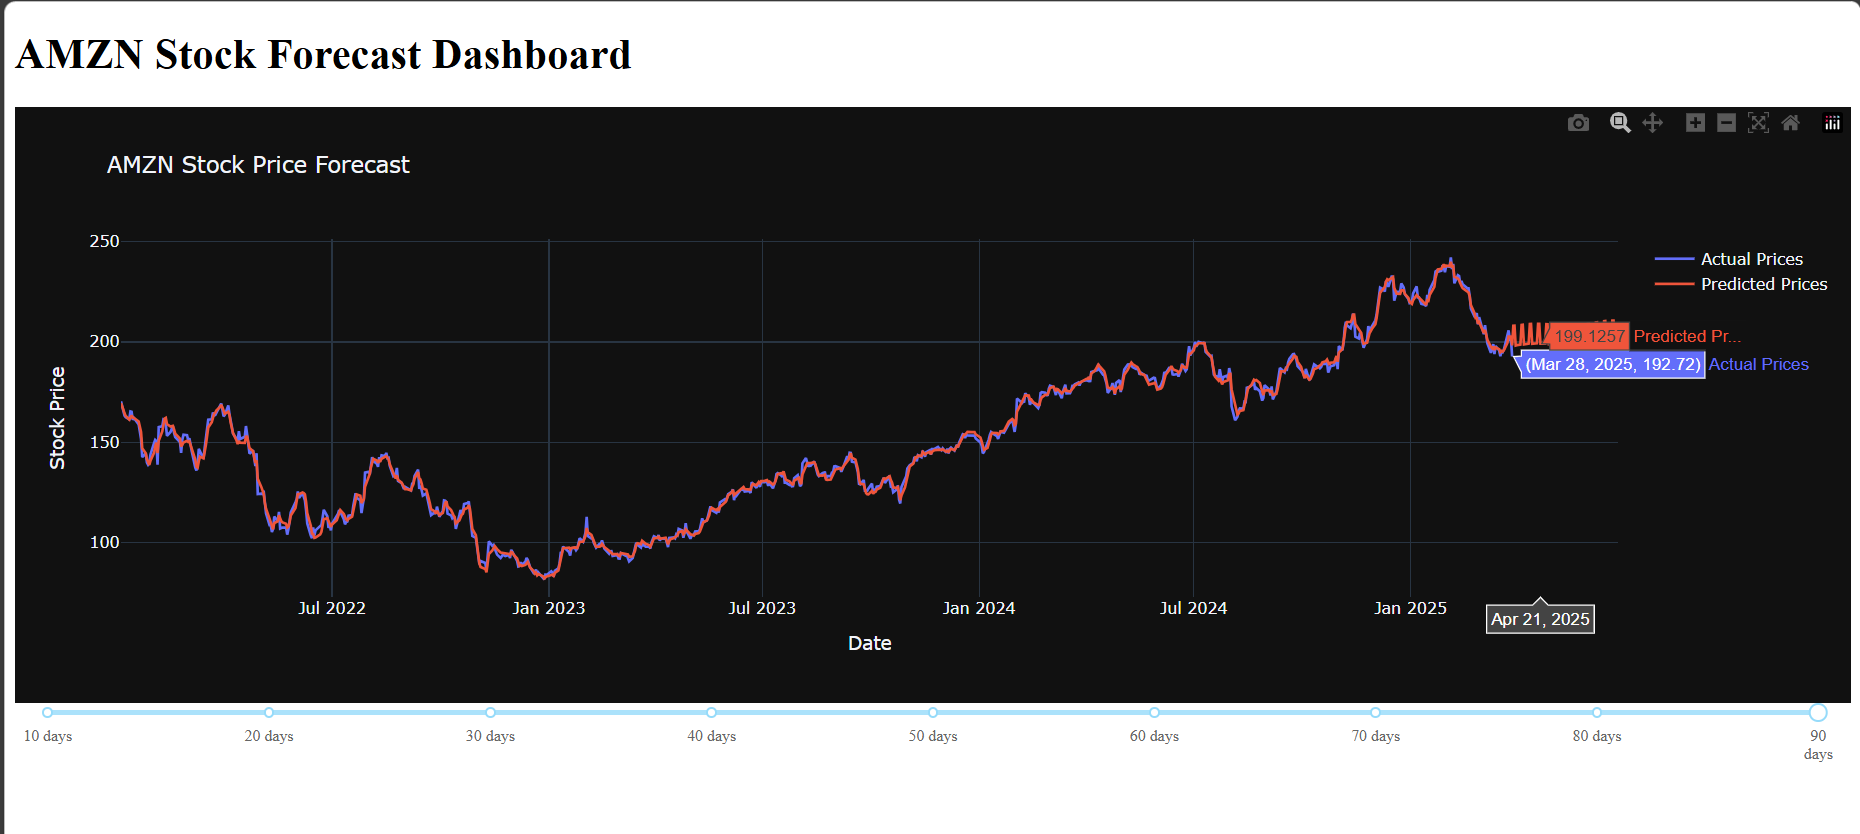 AMZN Stock Forecast Dashboard
AMZN Stock Price Forecast
250
200
150
100
Stock Price
Actual Prices
Predicted Prices
199.1257 Predicted Pr...
(Mar 28, 2025, 192.72) Actual Prices
Jul 2022 Jan 2023 Jul 2023 Jan 2024 Jul 2024 Jan 2025
Apr 21, 2025
Date
10 days 20 days 30 days 40 days 50 days 60 days 70 days 80 days 90
days